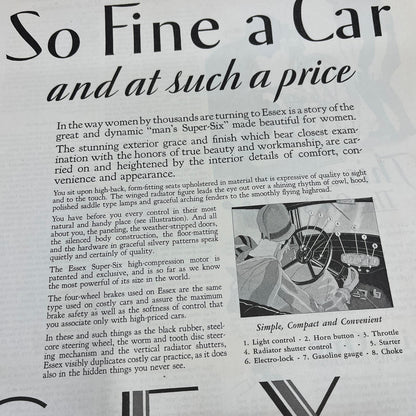 So Fine a Car
and at such a price
In the way women by thousands are turning to Essex is a story of the
great and dynamic "man's Super-Six" made beautiful for women.
The stunning exterior grace and finish which bear closest exam-
ination with the honors of true beauty and workmanship, are car-
ried on and heightened by the interior details of comfort, con-
venience and appearance.
You sit upon high-back, form-fitting seats upholstered in material that is expressive of quality to sight
and to the touch. The winged radiator figure leads the eye out over a shining rhythm of cowl, hood,
polished saddle type lamps and graceful arching fenders to the smoothly flying highroad.
You have before you every control in their most
natural and handy place (see illustration). And all
about you, the paneling, the weather-stripped doors,
the silenced body construction, the floor-matting
and the hardware in graceful silvery patterns speak
quietly and certainly of quality.
The Essex Super-Six high-compression motor is
patented and exclusive, and is so far as we know
the most powerful of its size in the world.
The four-wheel brakes used on Essex are the same
type used on costly cars and assure the maximum
brake safety as well as the softness of control that
you associate only with high-priced cars.
In these and such things as the black rubber, steel-
core steering wheel, the worm and tooth disc steer-
ing mechanism and the vertical radiator shutters,
Essex visibly duplicates costly car practice, as it does
also in the hidden things you never see.
Simple, Compact and Convenient
1. Light control - 2. Horn button - 3. Throttle
4. Radiator shutter control - - 5. Starter
6. Electro-lock - 7. Gasoline gauge - 8. Choke